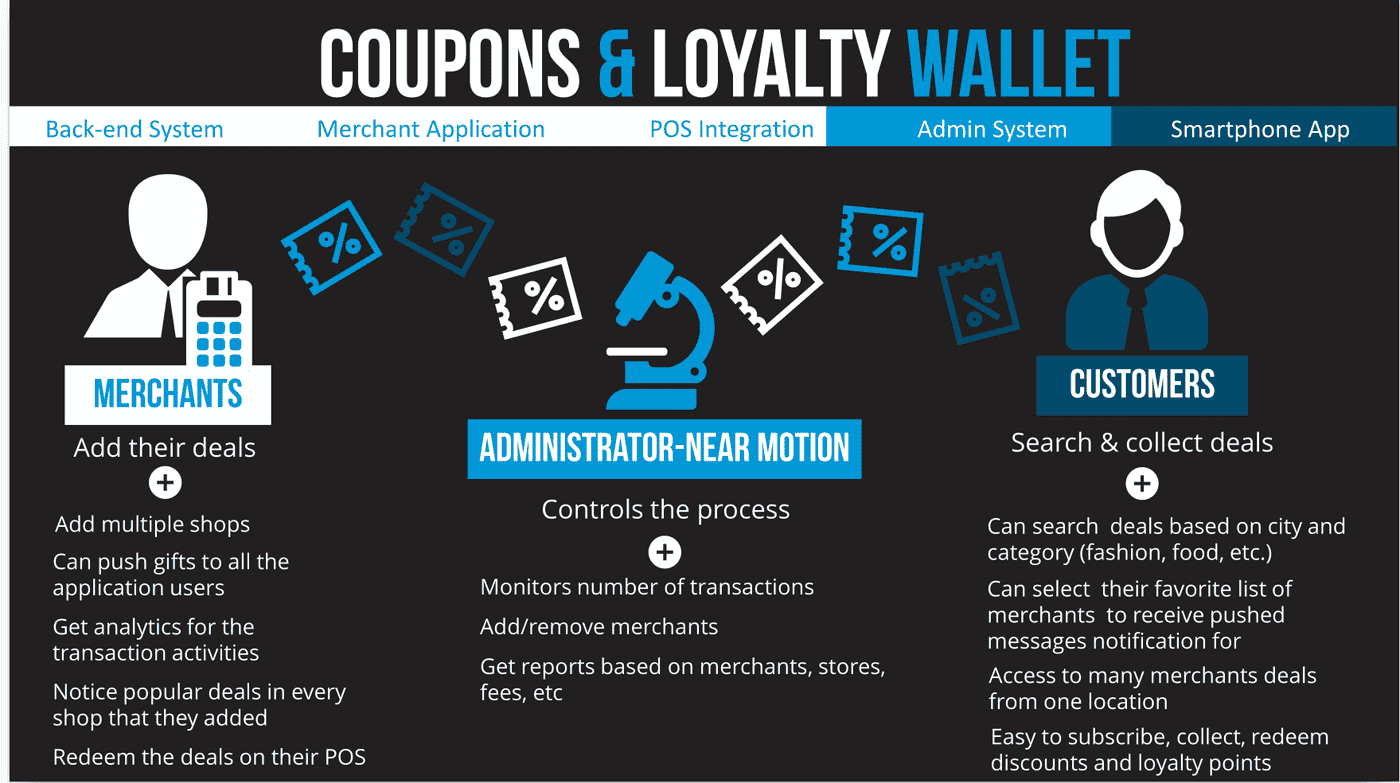 COUPONS & LOYALTY WALLET
Back-end System
Merchant Application
POS Integration
Admin System
Smartphone App
MERCHANTS
Add their deals
+
Add multiple shops
Can push gifts to all the
application users
Get analytics for the
transaction activities
Notice popular deals in every
shop that they added
Redeem the deals on their POS
%
%
%
%
%
%
ADMINISTRATOR-NEAR MOTION
Controls the process
+
Monitors number of transactions
Add/remove merchants
Get reports based on merchants, stores,
fees, etc
CUSTOMERS
Search & collect deals
+
Can search deals based on city and
category (fashion, food, etc.)
Can select their favorite list of
merchants to receive pushed
messages notification for
Access to many merchants deals
from one location
Easy to subscribe, collect, redeem
discounts and loyalty points